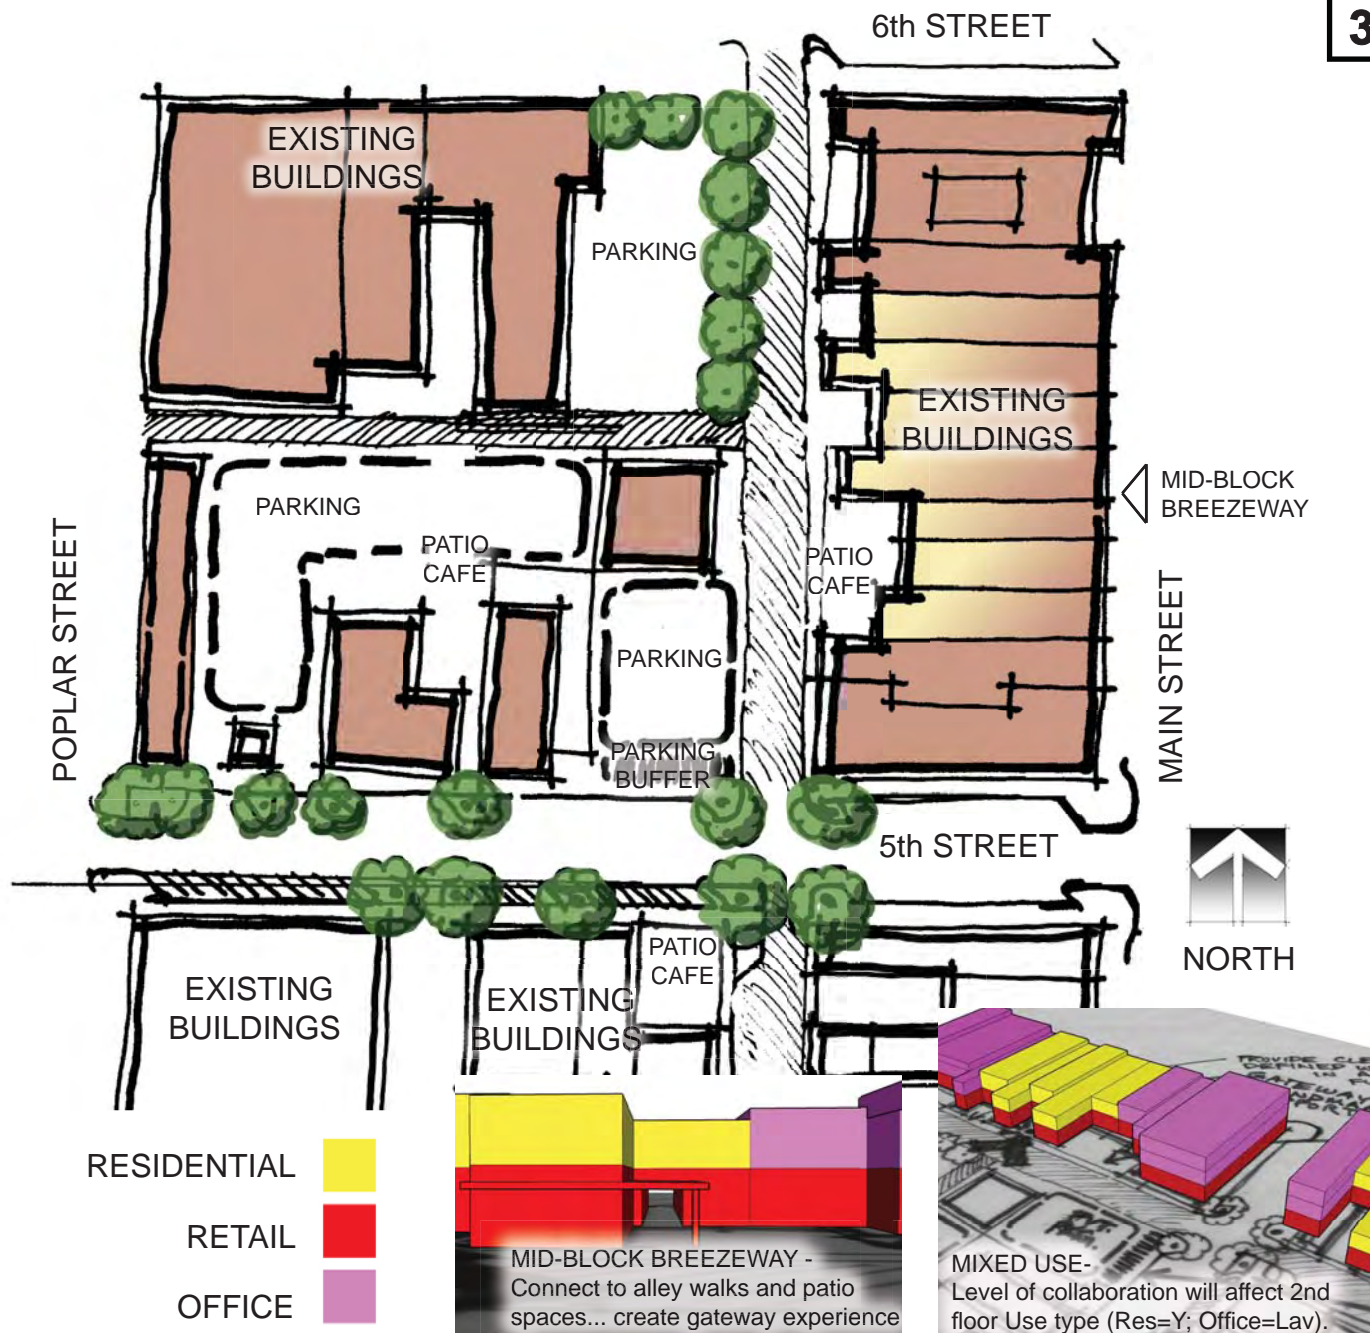 3
6th STREET
EXISTING
BUILDINGS
PARKING
EXISTING
BUILDINGS
MID-BLOCK
BREEZEWAY
PARKING
PATIO
CAFE
PATIO
CAFE
POPLAR STREET
PARKING
MAIN STREET
PARKING
BUFFER
5th STREET
NORTH
PATIO
CAFE
EXISTING
BUILDINGS
EXISTING
BUILDINGS
RESIDENTIAL
RETAIL
OFFICE
MID-BLOCK BREEZEWAY -
Connect to alley walks and patio
spaces... create gateway experience
PROVIDE
DEFINED
GATEWAY
MIXED USE-
Level of collaboration will affect 2nd
floor Use type (Res=Y; Office=Lav).